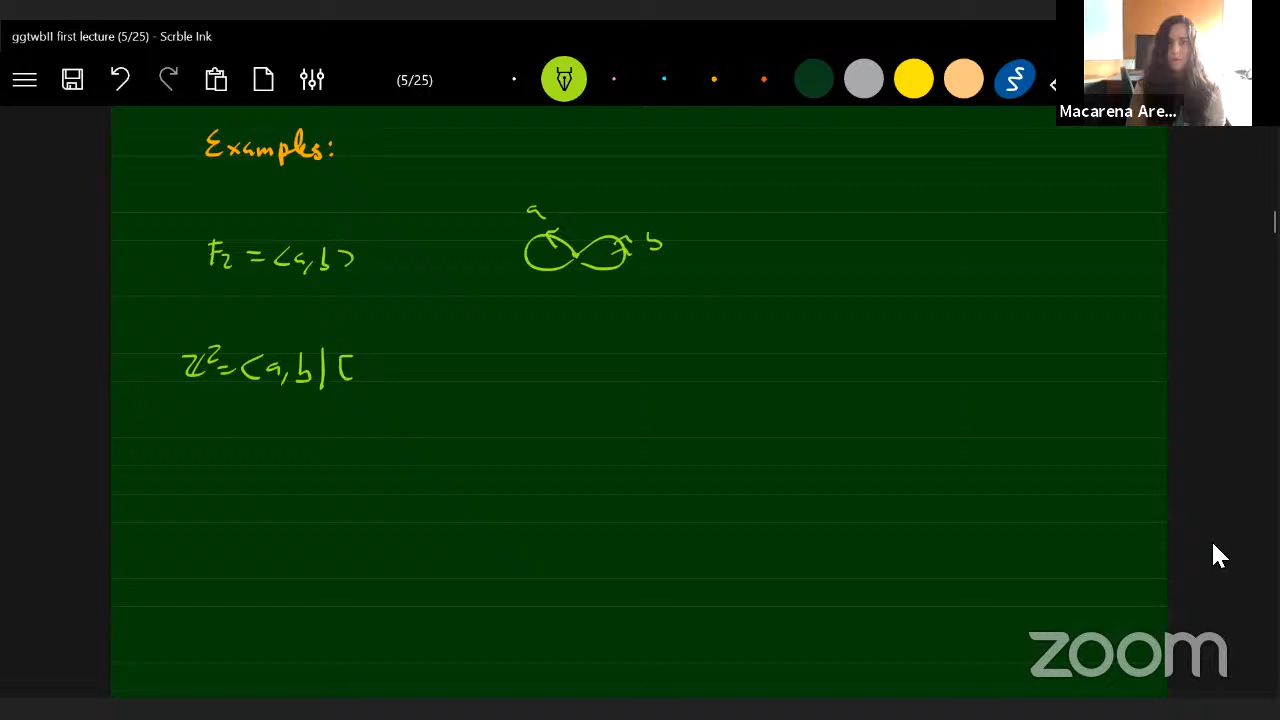 ggtwbII first lecture (5/25) - Scrble Ink
(5/25)
Macarena Are...
Examples:
a
b
F₂ = <a, b>
ℤ² = <a, b | [
zoom